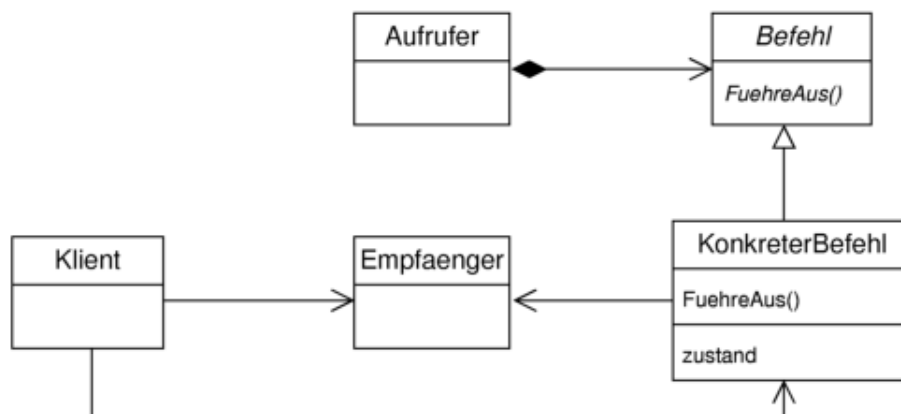 Aufrufer
Befehl
FuehreAus()
Klient
Empfaenger
KonkreterBefehl
FuehreAus()
zustand